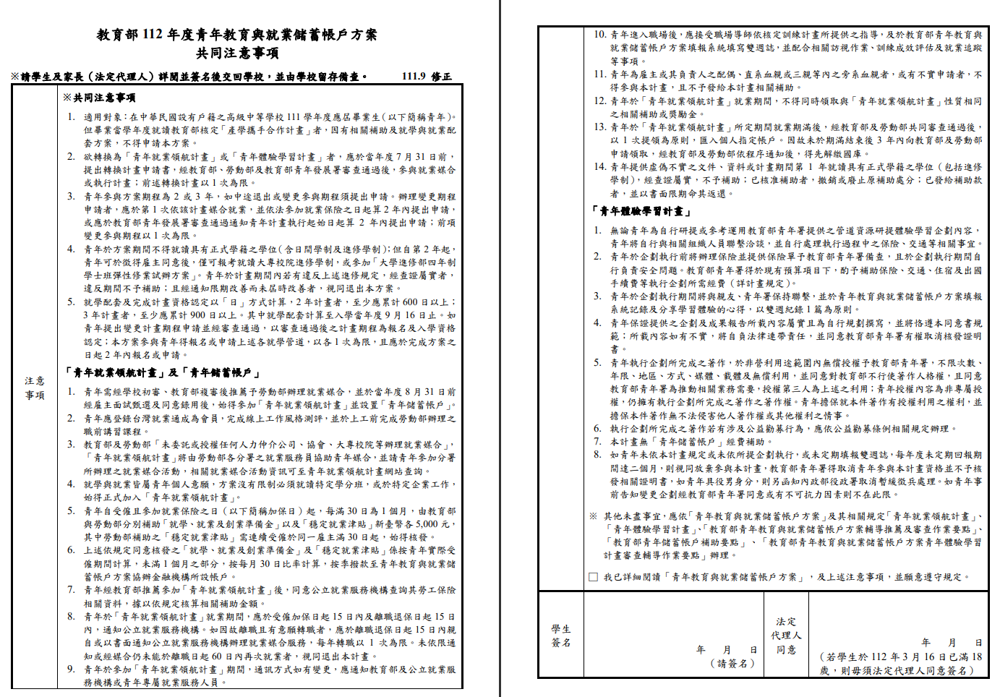 教育部 112 年度青年教育與就業儲蓄帳戶方案
共同注意事項
※請學生及家長（法定代理人）詳閱並簽名後交回學校，並由學校留存備查。 111.9 修正
注意
事項
※共同注意事項
1. 適用對象：在中華民國設有戶籍之高級中等學校 111 學年度應屆畢業生（以下簡稱青年）。
但畢業當學年度就讀教育部核定「產學攜手合作計畫」者，因有相關補助及就學與就業配
套方案，不得申請本方案。
2. 欲轉換為「青年就業領航計畫」或「青年體驗學習計畫」者，應於當年度 7 月 31 日前，
提出轉換計畫申請書，經教育部、勞動部及教育部青年發展署審查通過後，參與就業媒合
或執行計畫；前述轉換計畫以 1 次為限。
3. 青年參與方案期程為 2 或 3 年，如中途退出或變更參與期程須提出申請。辦理變更期程
申請者，應於第 1 次依該計畫媒合就業，並依法參加就業保險之日起算 2 年內提出申請，
或應於教育部青年發展署審查通過通知青年計畫執行起始日起算 2 年內提出申請；前項
變更參與期程以 1 次為限。
4. 青年於方案期間不得就讀具有正式學籍之學位（含日間學制及進修學制）；但自第 2 年起，
青年可於徵得雇主同意後，僅可報考就讀大專校院進修學制，或參加「大學進修部四年制
學士班彈性修業試辦方案」。青年於計畫期間內若有違反上述進修規定，經查證屬實者，
違反期間不予補助；且經通知限期改善而未屆時改善者，視同退出本方案。
5. 就學配套及完成計畫資格認定以「日」方式計算，2 年計畫者，至少應累計 600 日以上；
3 年計畫者，至少應累計 900 日以上。其中就學配套計算至入學當年度 9 月 16 日止。如
青年提出變更計畫期程申請並經審查通過，以審查通過後之計畫期程為報名及入學資格
認定；本方案參與青年得報名或申請上述各就學管道，以各 1 次為限，且應於完成方案之
日起 2 年內報名或申請。
「青年就業領航計畫」及「青年儲蓄帳戶」
1. 青年需經學校初審、教育部複審後推薦予勞動部辦理就業媒合，並於當年度 8 月 31 日前
經雇主面試甄選及同意錄用後，始得參加「青年就業領航計畫」並設置「青年儲蓄帳戶」。
2. 青年應登錄台灣就業通成為會員，完成線上工作風格測評，並於上工前完成勞動部辦理之
職前講習課程。
3. 教育部及勞動部「未委託或授權任何人力仲介公司、協會、大專校院等辦理就業媒合」，
「青年就業領航計畫」將由勞動部各分署之就業服務員協助青年媒合，並請青年參加分署
所辦理之就業媒合活動，相關就業媒合活動資訊可至青年就業領航計畫網站查詢。
4. 就學與就業皆屬青年個人意願，方案沒有限制必須就讀特定學分班，或於特定企業工作，
始得正式加入「青年就業領航計畫」。
5. 青年自受僱且參加就業保險之日（以下簡稱加保日）起，每滿 30 日為 1 個月，由教育部
與勞動部分別補助「就學、就業及創業準備金」以及「穩定就業津貼」新臺幣各 5,000 元，
其中勞動部補助之「穩定就業津貼」需連續受僱於同一雇主滿 30 日起，始得核發。
6. 上述依規定同意核發之「就學、就業及創業準備金」及「穩定就業津貼」係按青年實際受
僱期間計算，未滿 1 個月之部分，按每月 30 日比率計算，按季撥款至青年教育與就業儲
蓄帳戶方案協辦金融機構所設帳戶。
7. 青年經教育部推薦參加「青年就業領航計畫」後，同意公立就業服務機構查詢其勞工保險
相關資料，據以依規定核算相關補助金額。
8. 青年於「青年就業領航計畫」就業期間，應於受僱加保日起 15 日內及離職退保日起 15 日
內，通知公立就業服務機構。如因故離職且有意願轉職者，應於離職退保日起 15 日內親
自或以書面通知公立就業服務機構辦理就業媒合服務，每年轉職以 1 次為限。未依限通
知或經媒合仍未能於離職日起 60 日內再次就業者，視同退出本計畫。
9. 青年於參加「青年就業領航計畫」期間，通訊方式如有變更，應通知教育部及公立就業服
務機構或青年專屬就業服務人員。
10. 青年進入職場後，應接受職場導師依核定訓練計畫所提供之指導，及於教育部青年教育與
就業儲蓄帳戶方案填報系統填寫雙週誌，並配合相關訪視作業、訓練成效評估及就業追蹤
等事項。
11. 青年為雇主或其負責人之配偶、直系血親或三親等內之旁系血親者，或有不實申請者，不
得參與本計畫，且不予發給本計畫相關補助。
12. 青年於「青年就業領航計畫」就業期間，不得同時領取與「青年就業領航計畫」性質相同
之相關補助或獎勵金。
13. 青年於「青年就業領航計畫」所定期間就業期滿後，經教育部及勞動部共同審查通過後，
以 1 次提領為原則，匯入個人指定帳戶。因故未於期滿結束後 3 年內向教育部及勞動部
申請領取，經教育部及勞動部依程序通知後，得先解繳國庫。
14. 青年提供虛偽不實之文件、資料或計畫期間第 1 年就讀具有正式學籍之學位（包括進修
學制），經查證屬實，不予補助；已核准補助者，撤銷或廢止原補助處分；已發給補助款
者，並以書面限期命其返還。
「青年體驗學習計畫」
1. 無論青年為自行研提或參考運用教育部青年署提供之管道資源研提體驗學習企劃內容，
青年將自行與相關組織人員聯繫洽談，並自行處理執行過程中之保險、交通等相關事宜。
2. 青年於企劃執行前將辦理保險並提供保險單予教育部青年署備查，且於企劃執行期間自
行負責安全問題。教育部青年署得於現有預算項目下，酌予補助保險、交通、住宿及出國
手續費等執行企劃所需經費（詳計畫規定）。
3. 青年於企劃執行期間將與親友、青年署保持聯繫，並於青年教育與就業儲蓄帳戶方案填報
系統記錄及分享學習體驗的心得，以雙週紀錄 1 篇為原則。
4. 青年保證提供之企劃及成果報告所載內容屬實且為自行規劃撰寫，並將恪遵本同意書規
範；所載內容如有不實，將自負法律連帶責任，並同意教育部青年署有權取消核發證明
書。
5. 青年執行企劃所完成之著作，於非營利用途範圍內無償授權予教育部青年署，不限次數、
年限、地區、方式、媒體、載體及無償利用，並同意對教育部不行使著作人格權，且同意
教育部青年署為推動相關業務需要，授權第三人為上述之利用；青年授權內容為非專屬授
權，仍擁有執行企劃所完成之著作之著作權。青年擔保就本件著作有授權利用之權利，並
擔保本件著作無不法侵害他人著作權或其他權利之情事。
6. 執行企劃所完成之著作若有涉及公益勸募行為，應依公益勸募條例相關規定辦理。
7. 本計畫無「青年儲蓄帳戶」經費補助。
8. 如青年未依本計畫規定或未依所提企劃執行，或未定期填報雙週誌，每年度未定期回報期
間達二個月，則視同放棄參與本計畫，教育部青年署得取消青年參與本計畫資格並不予核
發相關證明書，如青年具役男身分，則另函知內政部役政署取消暫緩徵兵處理。如青年事
前告知變更企劃經教育部青年署同意或有不可抗力因素則不在此限。
※ 其他未盡事宜，應依「青年教育與就業儲蓄帳戶方案」及其相關規定「青年就業領航計畫」、
「青年體驗學習計畫」、「教育部青年教育與就業儲蓄帳戶方案輔導推薦及審查作業要點」、
「教育部青年儲蓄帳戶補助要點」、「教育部青年教育與就業儲蓄帳戶方案青年體驗學習
計畫審查輔導作業要點」辦理。
□ 我已詳細閱讀「青年教育與就業儲蓄帳戶方案」，及上述注意事項，並願意遵守規定。
學生
簽名
年 月 日
（請簽名）
法定
代理人
同意
年 月 日
（若學生於 112 年 3 月 16 日已滿 18
歲，則毋須法定代理人同意簽名）